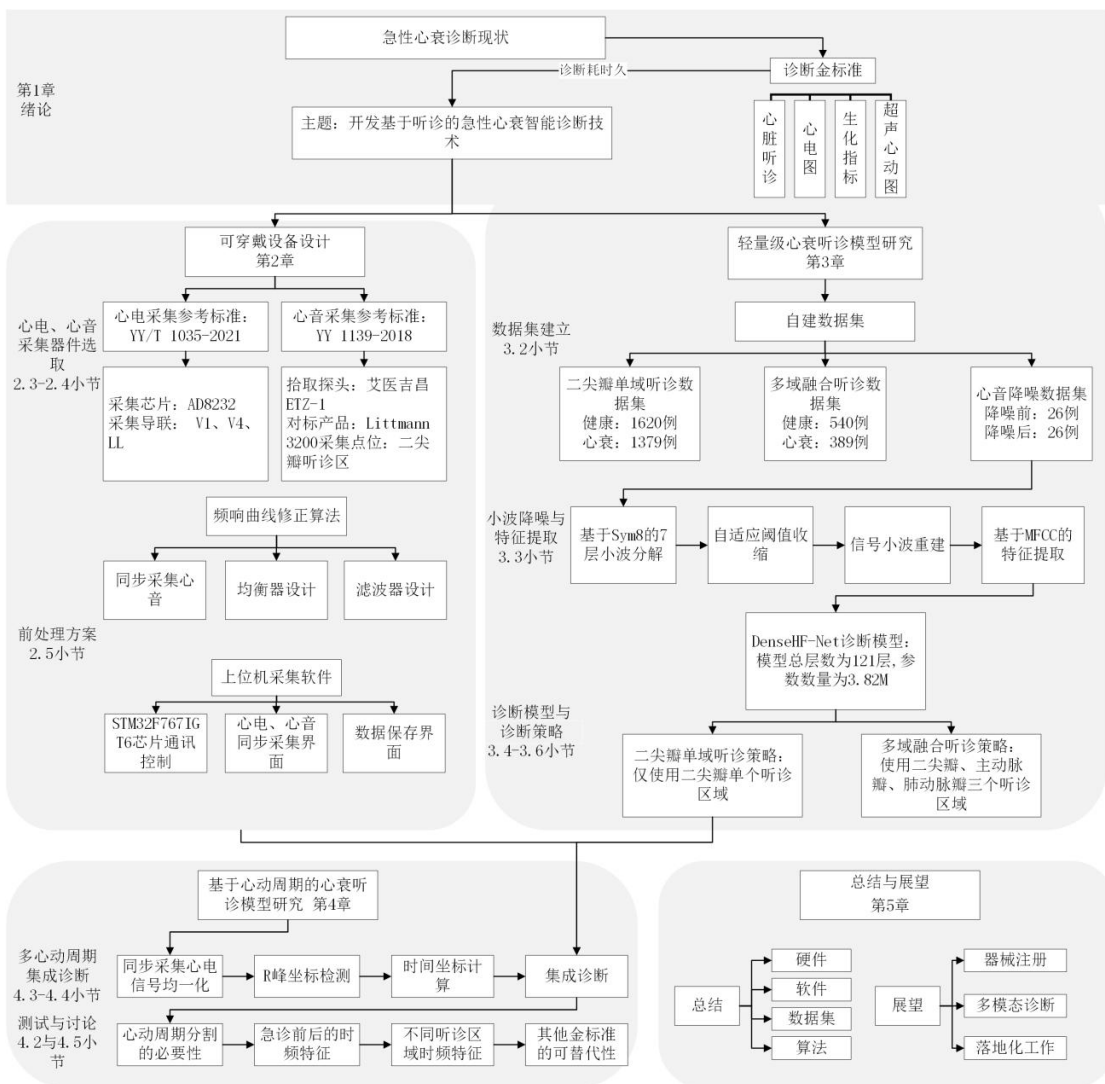 急性心衰诊断现状
诊断耗时久
诊断金标准
第1章
绪论
主题：开发基于听诊的急性心衰智能诊断技
术
心脏听诊
心电图
生化指标
超声心动图
可穿戴设备设计
第2章
心电采集参考标准：
YY/T 1035-2021
心音采集参考标准：
YY 1139-2018
心电、心音
采集器件选
取
2.3-2.4小节
采集芯片：AD8232
采集导联： V1、V4、
LL
拾取探头：艾医吉昌
ETZ-1
对标产品：Littmann
3200采集点位：二尖
瓣听诊区
频响曲线修正算法
同步采集心
音
均衡器设计
滤波器设计
前处理方案
2.5小节
上位机采集软件
STM32F767IG
T6芯片通讯
控制
心电、心音
同步采集界
面
数据保存界
面
轻量级心衰听诊模型研究
第3章
自建数据集
数据集建立
3.2小节
二尖瓣单域听诊数
据集
健康：1620例
心衰：1379例
多域融合听诊数
据集
健康：540例
心衰：389例
心音降噪数据集
降噪前：26例
降噪后：26例
小波降噪与
特征提取
3.3小节
基于Sym8的7
层小波分解
自适应阈值收
缩
信号小波重建
基于MFCC的
特征提取
DenseHF-Net诊断模型：
模型总层数为121层,参
数数量为3.82M
诊断模型与
诊断策略
3.4-3.6小节
二尖瓣单域听诊策略：
仅使用二尖瓣单个听诊
区域
多域融合听诊策略：
使用二尖瓣、主动脉
瓣、肺动脉瓣三个听诊
区域
基于心动周期的心衰听
诊模型研究 第4章
多心动周期
集成诊断
4.3-4.4小节
同步采集心电
信号均一化
R峰坐标检测
时间坐标计
算
集成诊断
测试与讨论
4.2与4.5小
节
心动周期分割
的必要性
急诊前后的时
频特征
不同听诊区
域时频特征
其他金标准
的可替代性
总结与展望
第5章
总结
硬件
软件
数据集
算法
展望
器械注册
多模态诊断
落地化工作